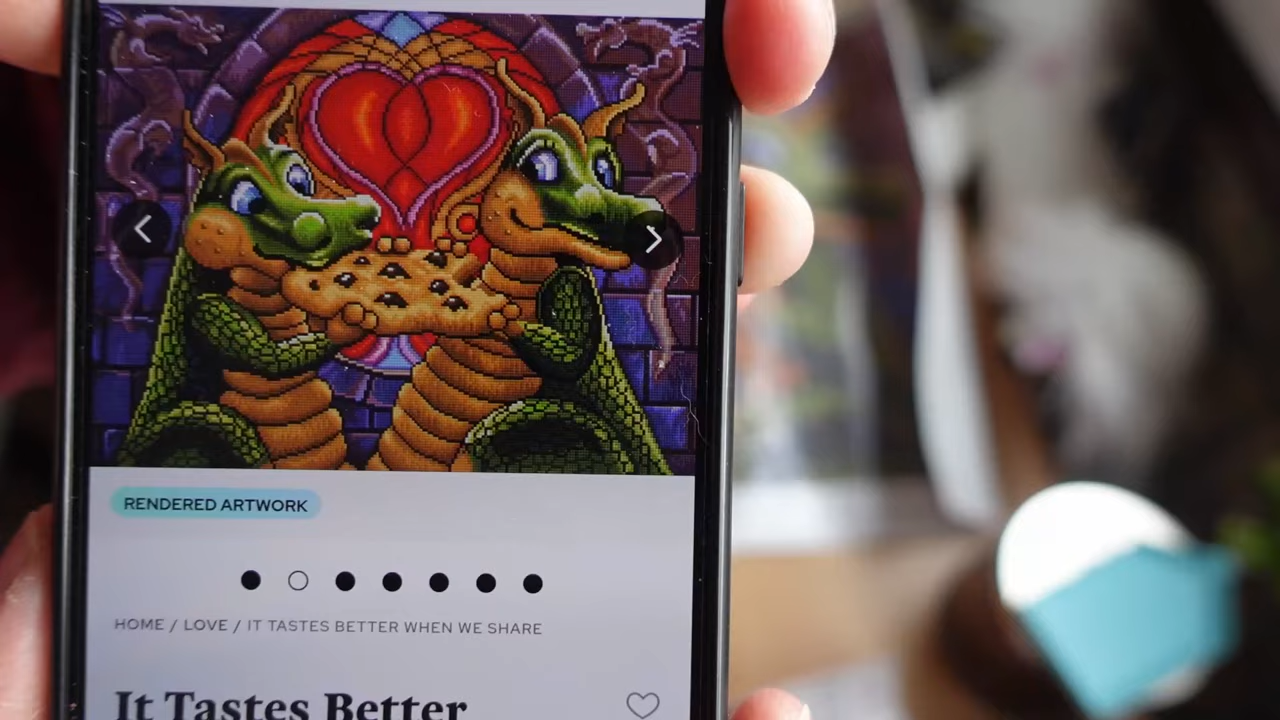 RENDERED ARTWORK
HOME / LOVE / IT TASTES BETTER WHEN WE SHARE
It Tastes Better